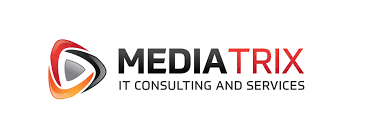 MEDIATRIX
IT CONSULTING AND SERVICES